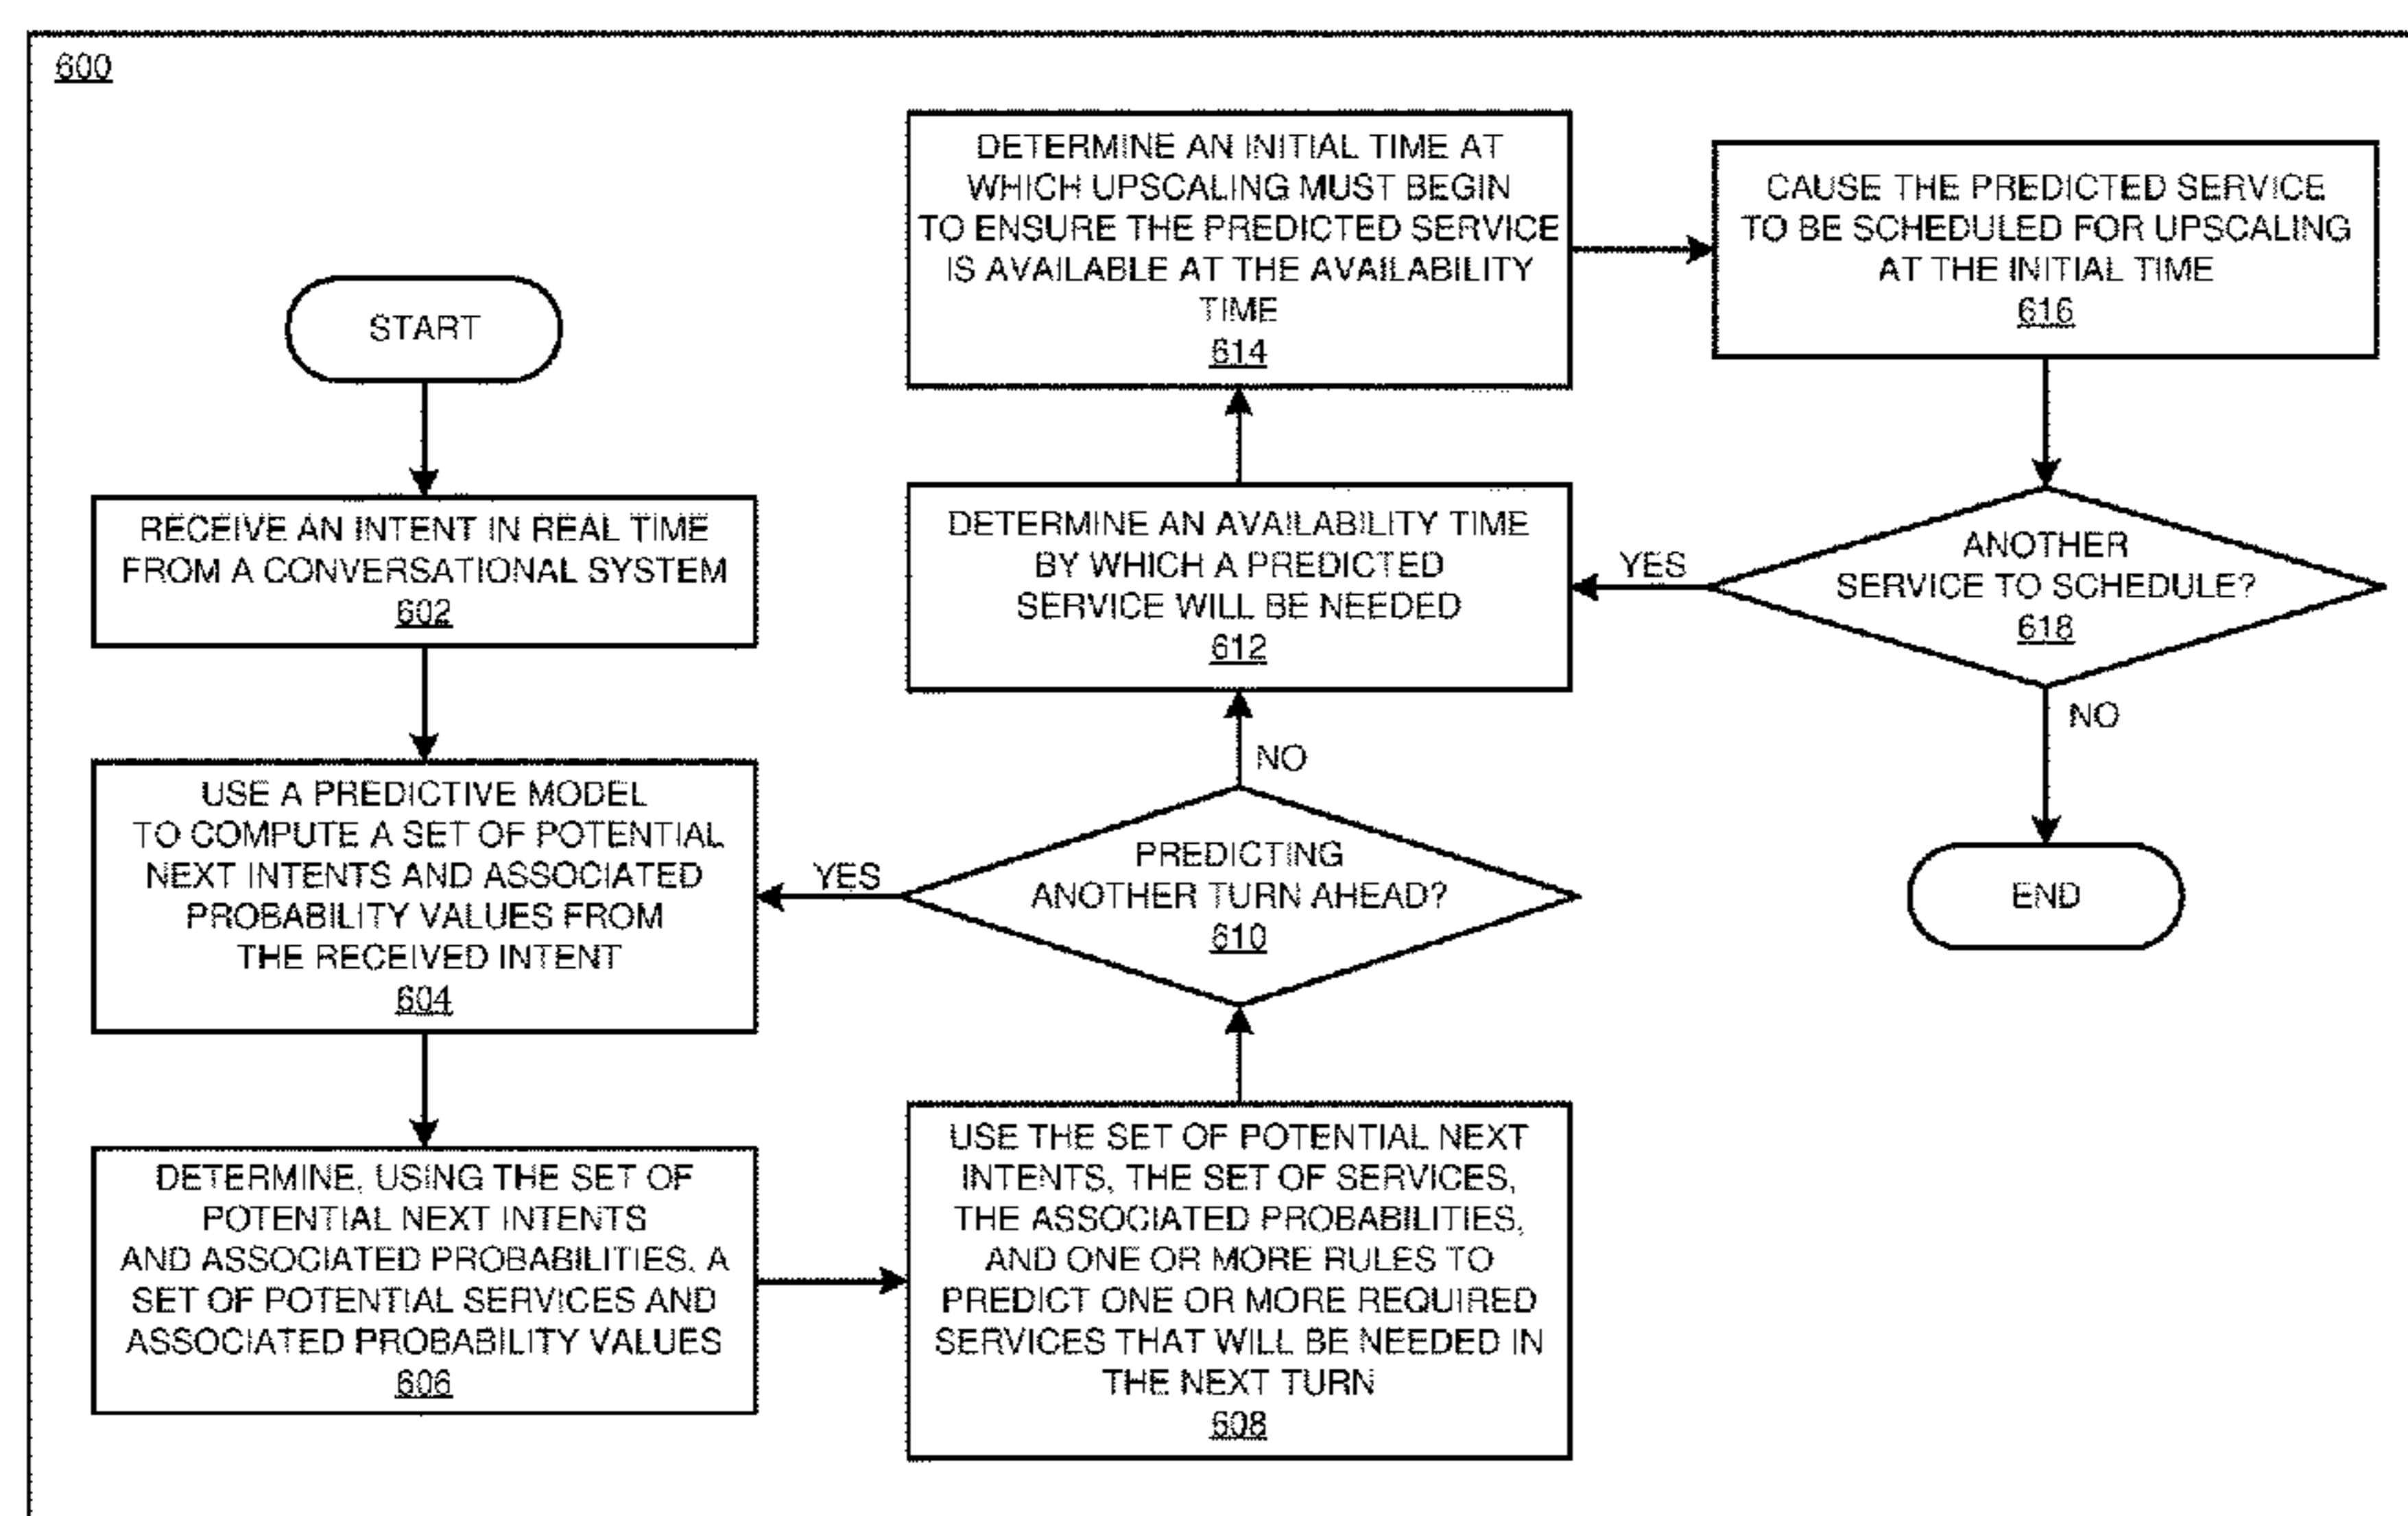 600
START
RECEIVE AN INTENT IN REAL TIME
FROM A CONVERSATIONAL SYSTEM
602
USE A PREDICTIVE MODEL
TO COMPUTE A SET OF POTENTIAL
NEXT INTENTS AND ASSOCIATED
PROBABILITY VALUES FROM
THE RECEIVED INTENT
604
DETERMINE, USING THE SET OF
POTENTIAL NEXT INTENTS
AND ASSOCIATED PROBABILITIES, A
SET OF POTENTIAL SERVICES AND
ASSOCIATED PROBABILITY VALUES
606
USE THE SET OF POTENTIAL NEXT
INTENTS, THE SET OF SERVICES,
THE ASSOCIATED PROBABILITIES,
AND ONE OR MORE RULES TO
PREDICT ONE OR MORE REQUIRED
SERVICES THAT WILL BE NEEDED IN
THE NEXT TURN
608
PREDICTING
ANOTHER TURN AHEAD?
610
YES
NO
DETERMINE AN AVAILABILITY TIME
BY WHICH A PREDICTED
SERVICE WILL BE NEEDED
612
DETERMINE AN INITIAL TIME AT
WHICH UPSCALING MUST BEGIN
TO ENSURE THE PREDICTED SERVICE
IS AVAILABLE AT THE AVAILABILITY
TIME
614
CAUSE THE PREDICTED SERVICE
TO BE SCHEDULED FOR UPSCALING
AT THE INITIAL TIME
616
ANOTHER
SERVICE TO SCHEDULE?
618
YES
NO
END